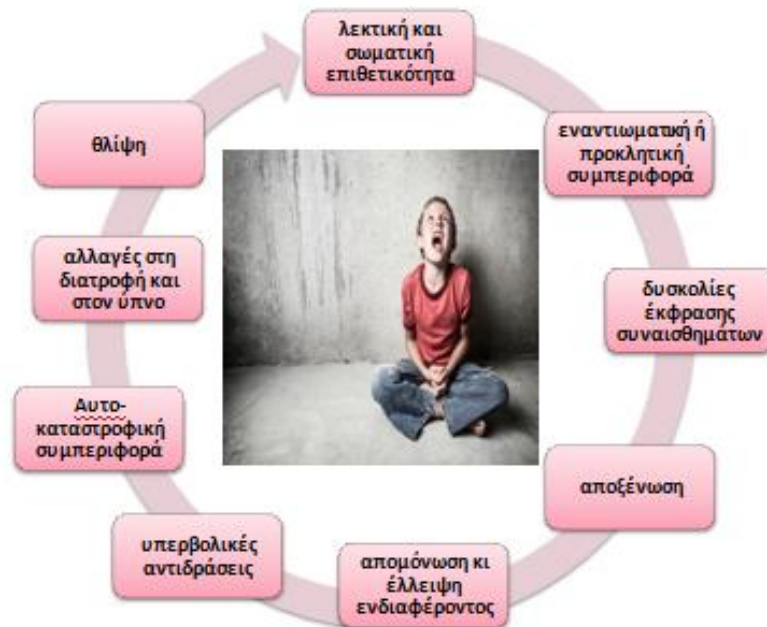 λεκτική και
σωματική
επιθετικότητα
εναντιωματική ή
προκλητική
συμπεριφορά
δυσκολίες
έκφρασης
συναισθημάτων
αποξένωση
απομόνωση κι
έλλειψη
ενδιαφέροντος
υπερβολικές
αντιδράσεις
Αυτο-
καταστροφική
συμπεριφορά
αλλαγές στη
διατροφή και
στον ύπνο
θλίψη